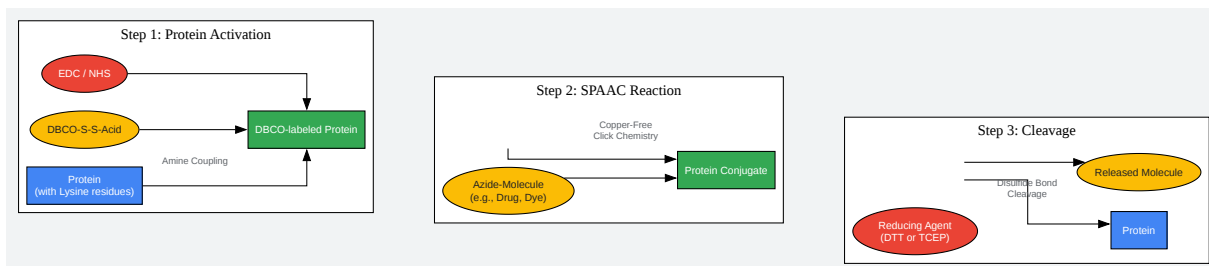 Step 1: Protein Activation
EDC / NHS
DBCO-S-S-Acid
DBCO-labeled Protein
Amine Coupling
Protein
(with Lysine residues)
Step 2: SPAAC Reaction
Copper-Free
Click Chemistry
Protein Conjugate
Azide-Molecule
(e.g., Drug, Dye)
Step 3: Cleavage
Released Molecule
Disulfide Bond
Cleavage
Reducing Agent
(DTT or TCEP)
Protein